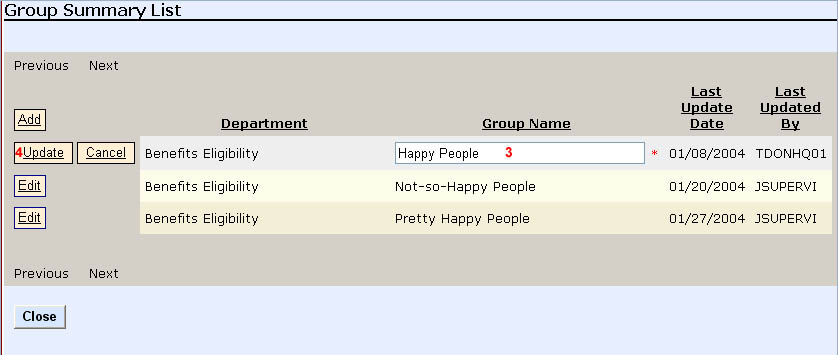 Group Summary List
Previous Next
Add Department Group Name Last Update Date Last Updated By
4Update Cancel Benefits Eligibility Happy People 3 * 01/08/2004 TDONHQ01
Edit Benefits Eligibility Not-so-Happy People 01/20/2004 JSUPERVI
Edit Benefits Eligibility Pretty Happy People 01/27/2004 JSUPERVI
Previous Next
Close